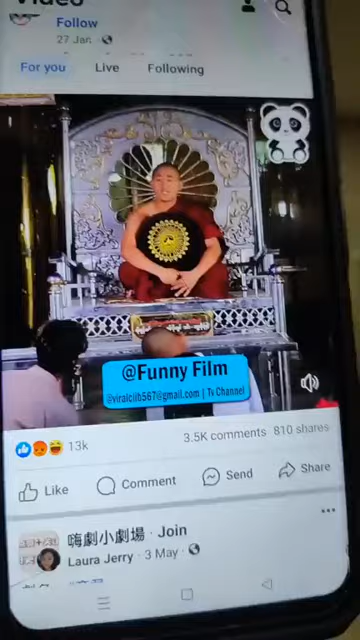 Video
Follow
27 Jan
For you
Live
Following
@Funny Film
@viralclib567@gmail.com | Tv Channel
13k
3.5K comments
810 shares
Like
Comment
Send
Share
嗨劇小劇場 · Join
Laura Jerry · 3 May ·